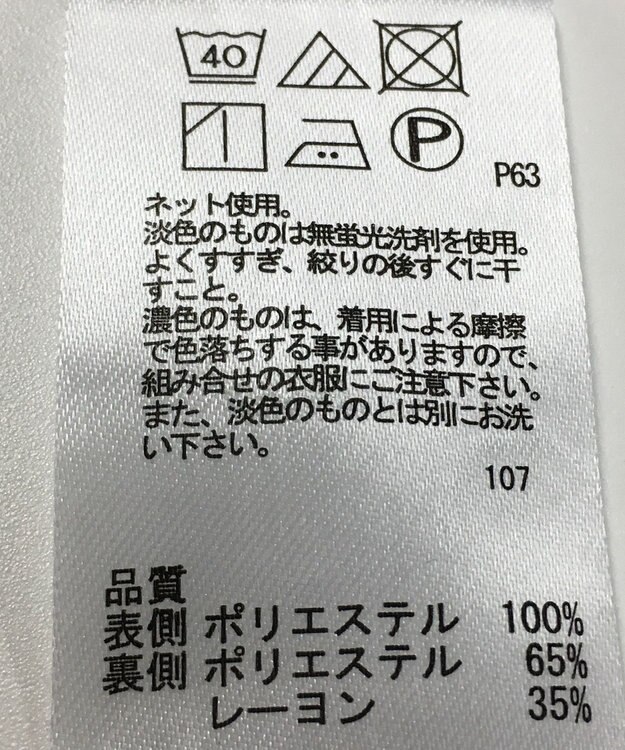 40
P
P63
ネット使用。
淡色のものは無蛍光洗剤を使用。
よくすすぎ、絞りの後すぐに干
すこと。
濃色のものは、着用による摩擦
で色落ちする事がありますので、
組み合せの衣服にご注意下さい。
また、淡色のものとは別にお洗
い下さい。
107
品質
表側 ポリエステル 100%
裏側 ポリエステル 65%
レーヨン 35%